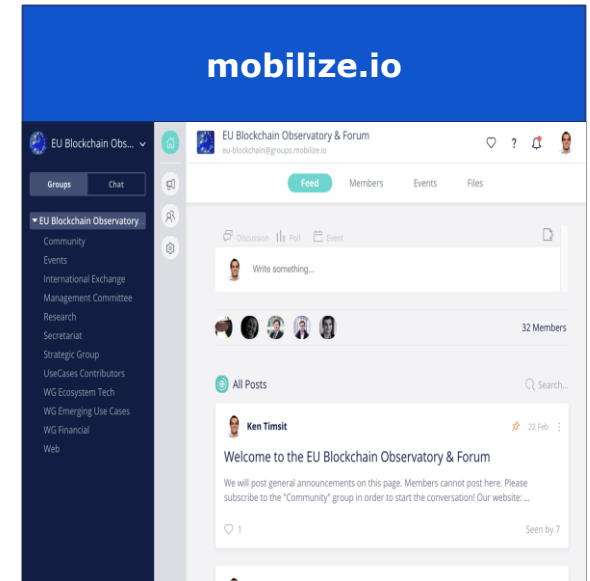 mobilize.io
EU Blockchain Obs...
Groups
Chat
EU Blockchain Observatory
Community
Events
International Exchange
Management Committee
Research
Secretariat
Strategic Group
UseCases Contributors
WG Ecosystem Tech
WG Emerging Use Cases
WG Financial
Web
EU Blockchain Observatory & Forum
eu-blockchain@groups.mobilize.io
?
Feed
Members
Events
Files
Discussion
Poll
Event
Write something...
32 Members
All Posts
Search...
Ken Timsit
22 Feb
Welcome to the EU Blockchain Observatory & Forum
We will post general announcements on this page. Members cannot post here. Please
subscribe to the "Community" group in order to start the conversation! Our website: ...
1
Seen by 7